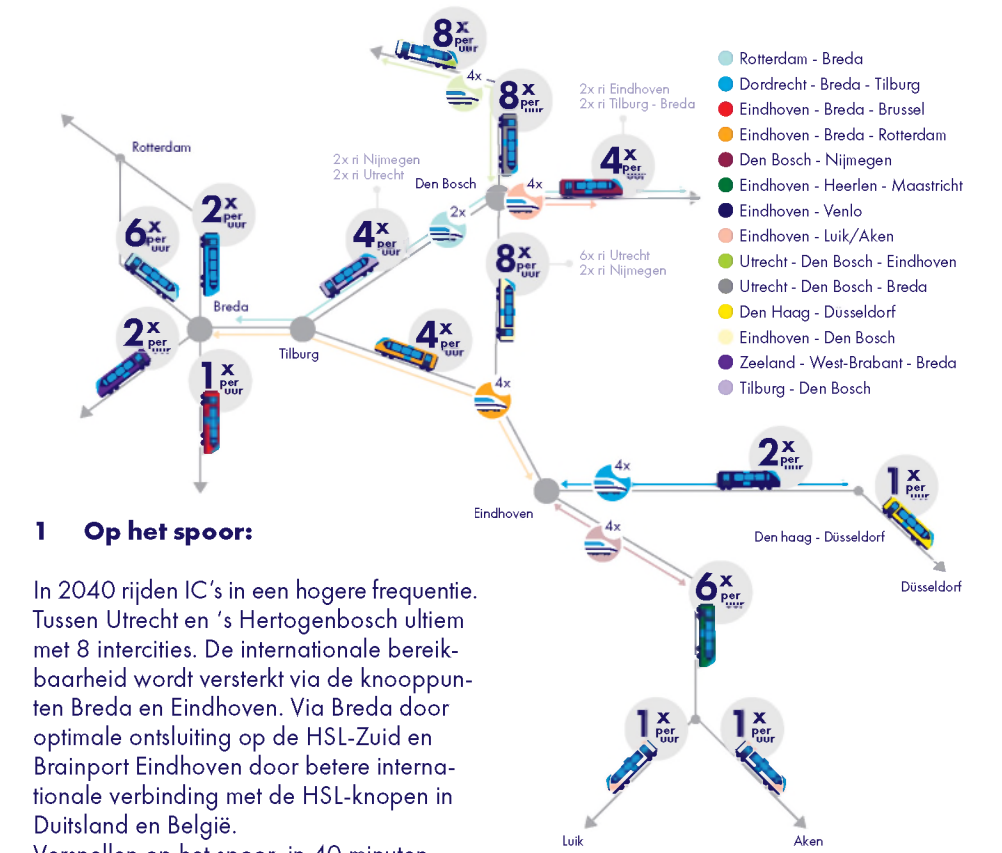 8x per uur
4x
8x per uur
2x ri Eindhoven
2x ri Tilburg - Breda
4x per uur
Rotterdam
2x ri Nijmegen
2x ri Utrecht
Den Bosch
4x
2x
2x per uur
6x per uur
4x per uur
8x per uur
6x ri Utrecht
2x ri Nijmegen
Breda
2x per uur
Tilburg
4x per uur
1x per uur
4x
Rotterdam - Breda
Dordrecht - Breda - Tilburg
Eindhoven - Breda - Brussel
Eindhoven - Breda - Rotterdam
Den Bosch - Nijmegen
Eindhoven - Heerlen - Maastricht
Eindhoven - Venlo
Eindhoven - Luik/Aken
Utrecht - Den Bosch - Eindhoven
Utrecht - Den Bosch - Breda
Den Haag - Düsseldorf
Eindhoven - Den Bosch
Zeeland - West-Brabant - Breda
Tilburg - Den Bosch
4x
2x per uur
1x per uur
Eindhoven
4x
Den haag - Düsseldorf
Düsseldorf
6x per uur
1x per uur
1x per uur
Luik
Aken
1 Op het spoor:
In 2040 rijden IC's in een hogere frequentie.
Tussen Utrecht en 's Hertogenbosch ultiem
met 8 intercities. De internationale bereik-
baarheid wordt versterkt via de knooppun-
ten Breda en Eindhoven. Via Breda door
optimale ontsluiting op de HSL-Zuid en
Brainport Eindhoven door betere interna-
tionale verbinding met de HSL-knopen in
Duitsland en België.
Versnellen op het spoor, in 40 minuten